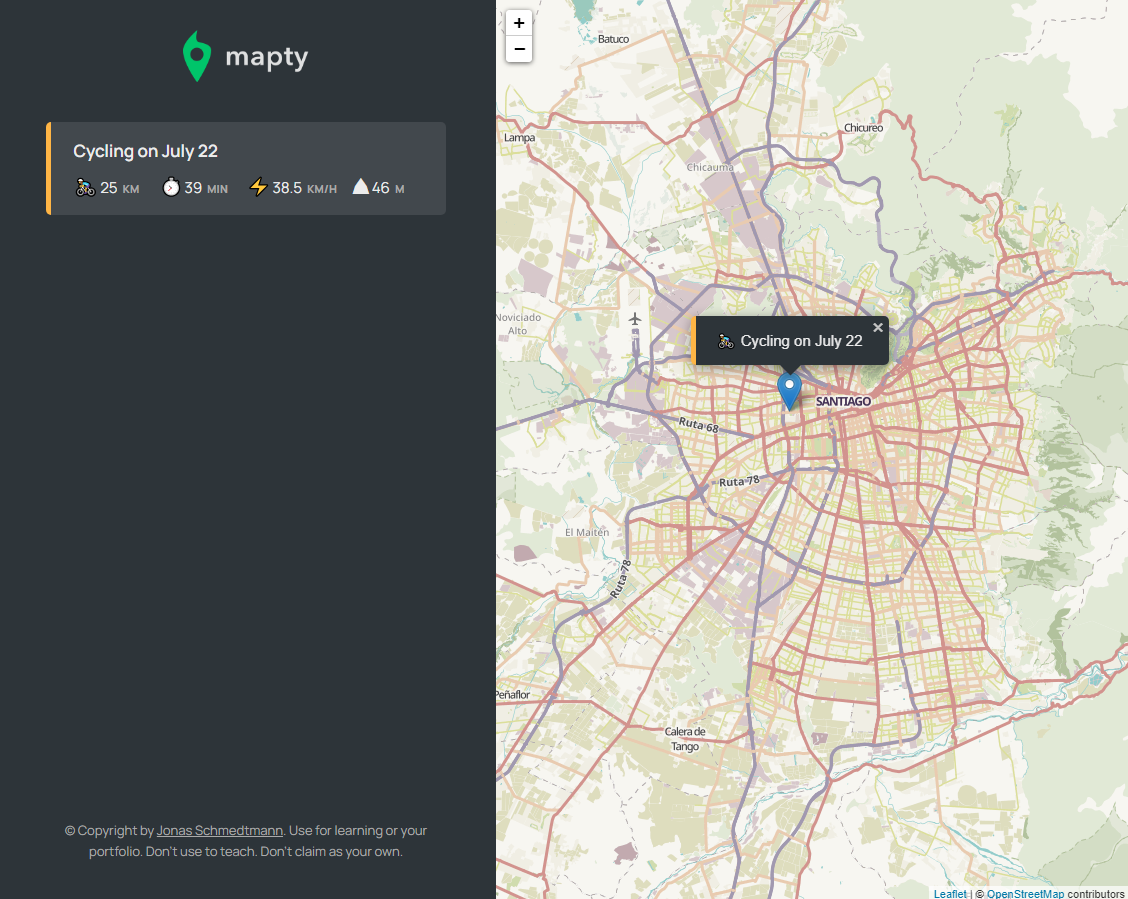 mapty
Cycling on July 22
25 KM
39 MIN
38.5 KM/H
46 M
© Copyright by Jonas Schmedtmann. Use for learning or your
portfolio. Don't use to teach. Don't claim as your own.
+
−
Batuco
Lampa
Chicureo
Chicauma
Noviciado
Alto
Cycling on July 22
×
SANTIAGO
Ruta 68
Ruta 78
El Maitén
Ruta 78
Peñaflor
Calera de
Tango
Leaflet | © OpenStreetMap contributors